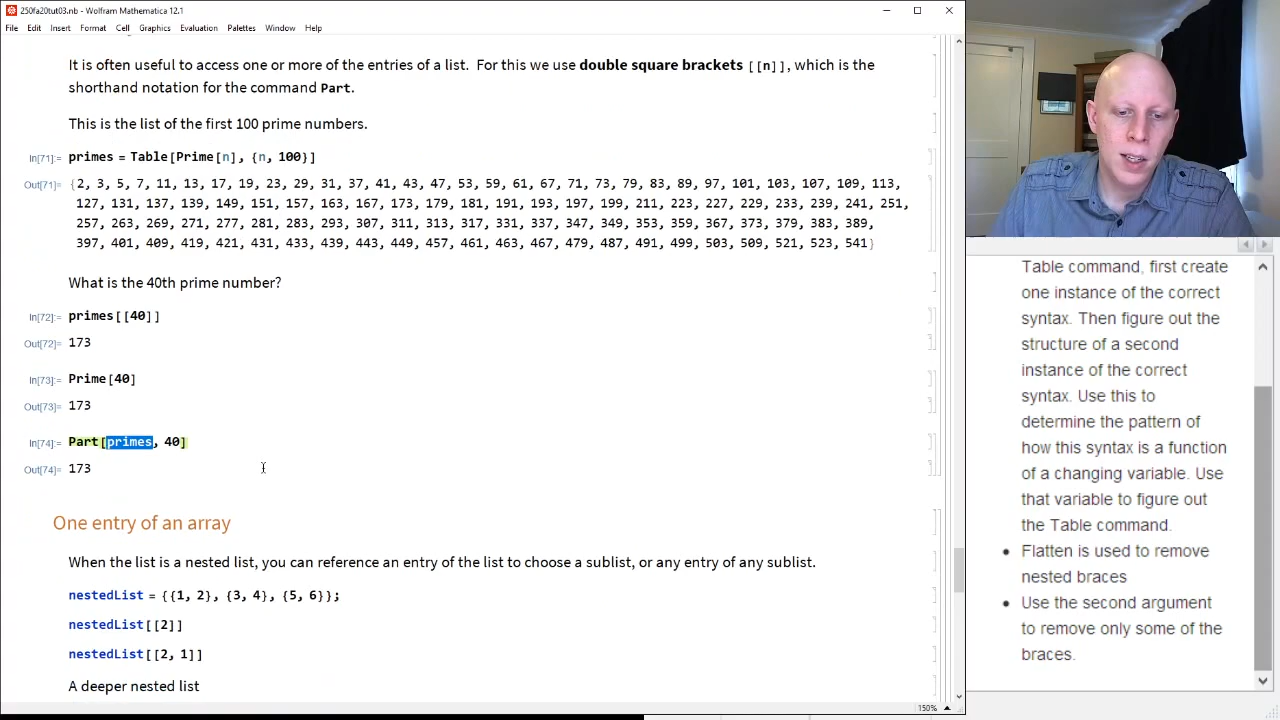 250fa20tut03.nb - Wolfram Mathematica 12.1
File Edit Insert Format Cell Graphics Evaluation Palettes Window Help
It is often useful to access one or more of the entries of a list. For this we use double square brackets [[n]], which is the
shorthand notation for the command Part.
This is the list of the first 100 prime numbers.
In[71]:= primes = Table[Prime[n], {n, 100}]
Out[71]= {2, 3, 5, 7, 11, 13, 17, 19, 23, 29, 31, 37, 41, 43, 47, 53, 59, 61, 67, 71, 73, 79, 83, 89, 97, 101, 103, 107, 109, 113,
127, 131, 137, 139, 149, 151, 157, 163, 167, 173, 179, 181, 191, 193, 197, 199, 211, 223, 227, 229, 233, 239, 241, 251,
257, 263, 269, 271, 277, 281, 283, 293, 307, 311, 313, 317, 331, 337, 347, 349, 353, 359, 367, 373, 379, 383, 389,
397, 401, 409, 419, 421, 431, 433, 439, 443, 449, 457, 461, 463, 467, 479, 487, 491, 499, 503, 509, 521, 523, 541}
What is the 40th prime number?
In[72]:= primes[[40]]
Out[72]= 173
In[73]:= Prime[40]
Out[73]= 173
In[74]:= Part[primes, 40]
Out[74]= 173
One entry of an array
When the list is a nested list, you can reference an entry of the list to choose a sublist, or any entry of any sublist.
nestedList = {{1, 2}, {3, 4}, {5, 6}};
nestedList[[2]]
nestedList[[2, 1]]
A deeper nested list
150%
Table command, first create
one instance of the correct
syntax. Then figure out the
structure of a second
instance of the correct
syntax. Use this to
determine the pattern of
how this syntax is a function
of a changing variable. Use
that variable to figure out
the Table command.
• Flatten is used to remove
nested braces
• Use the second argument
to remove only some of the
braces.